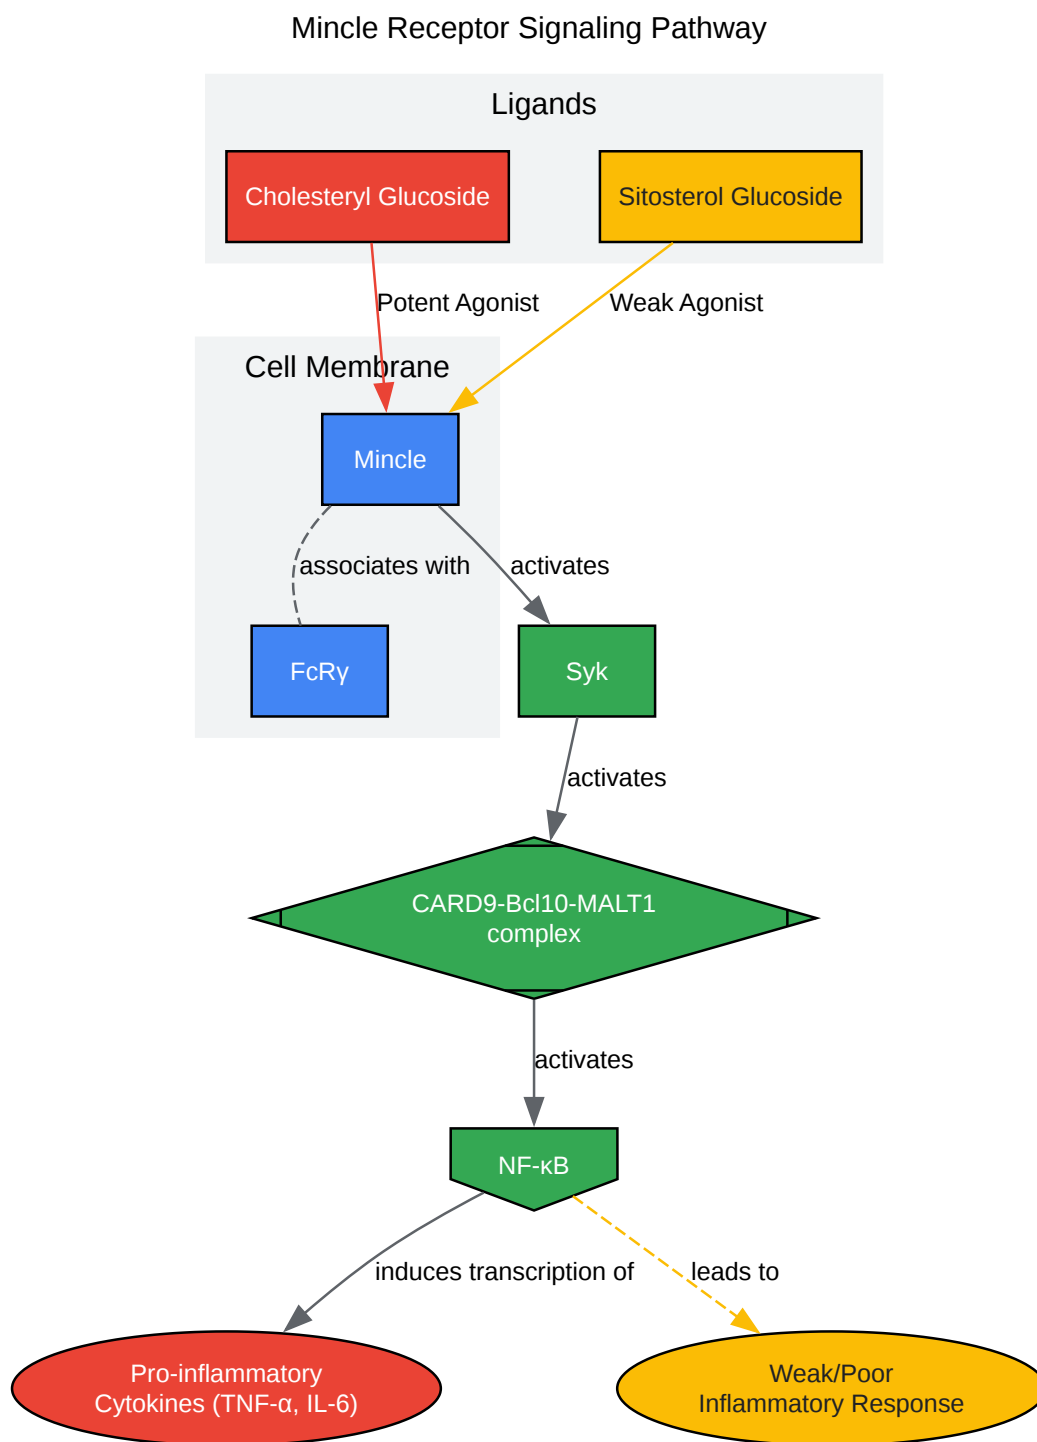 Mincle Receptor Signaling Pathway
Ligands
Cholesteryl Glucoside
Sitosterol Glucoside
Potent Agonist
Weak Agonist
Cell Membrane
Mincle
associates with
activates
FcRγ
Syk
activates
CARD9-Bcl10-MALT1
complex
activates
NF-κB
induces transcription of
leads to
Pro-inflammatory
Cytokines (TNF-α, IL-6)
Weak/Poor
Inflammatory Response